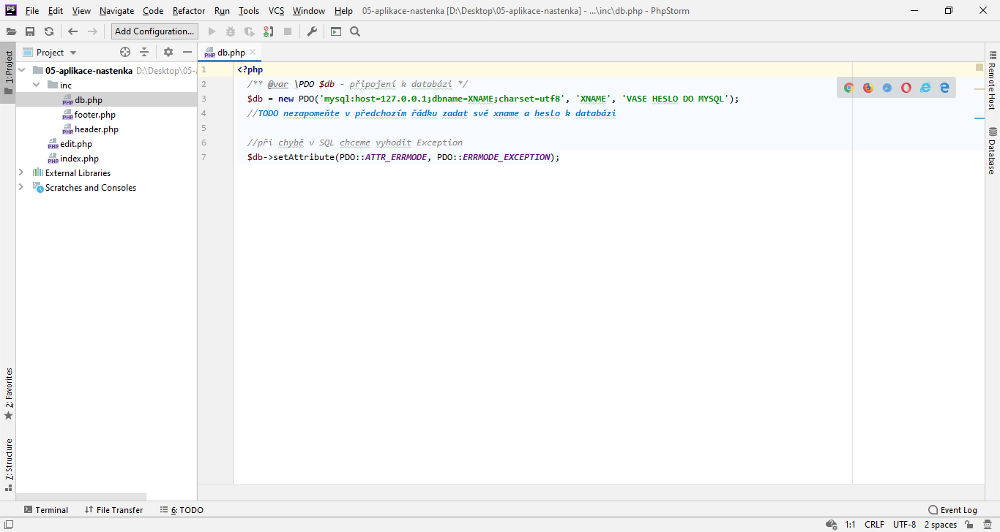 PS File Edit View Navigate Code Refactor Run Tools VCS Window Help 05-aplikace-nastenka [D:\Desktop\05-aplikace-nastenka] - ...\inc\db.php - PhpStorm
Add Configuration...
1: Project
Project
db.php
05-aplikace-nastenka D:\Desktop\05-
inc
db.php
footer.php
header.php
edit.php
index.php
External Libraries
Scratches and Consoles
1 <?php
2 /** @var \PDO $db - připojení k databázi */
3 $db = new PDO('mysql:host=127.0.0.1;dbname=XNAME;charset=utf8', 'XNAME', 'VASE HESLO DO MYSQL');
4 //TODO nezapomeňte v předchozím řádku zadat své xname a heslo k databázi
5
6 //při chybě v SQL chceme vyhodit Exception
7 $db->setAttribute(PDO::ATTR_ERRMODE, PDO::ERRMODE_EXCEPTION);
Remote Host
Database
2: Favorites
7: Structure
Terminal File Transfer 6: TODO Event Log
1:1 CRLF UTF-8 2 spaces